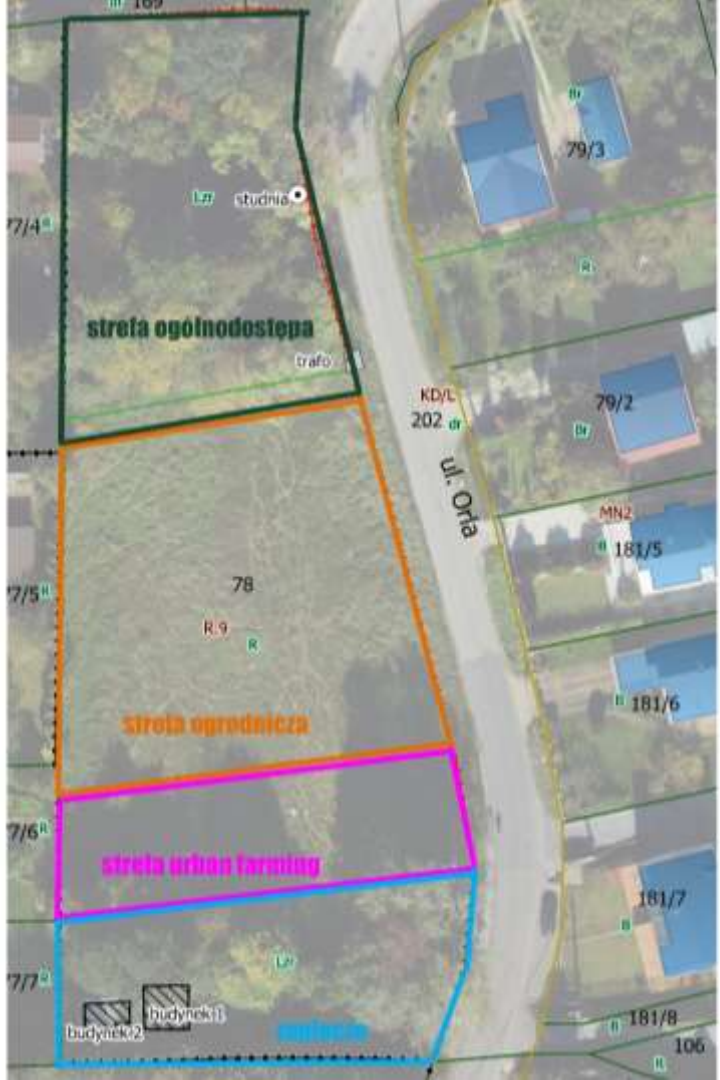 169
Br
79/3
Lzr
studnia
77/4 R
R
strefa ogólnodostępa
trafo
KD/L
202 dr
79/2
Br
ul. Orla
MN2
B 181/5
77/5 R
78
R.9
R
B 181/6
strefa ogrodnicza
77/6 R
strefa urban farming
181/7
B
Lzr
77/7 R
budynek 1
budynek 2
B 181/8
106